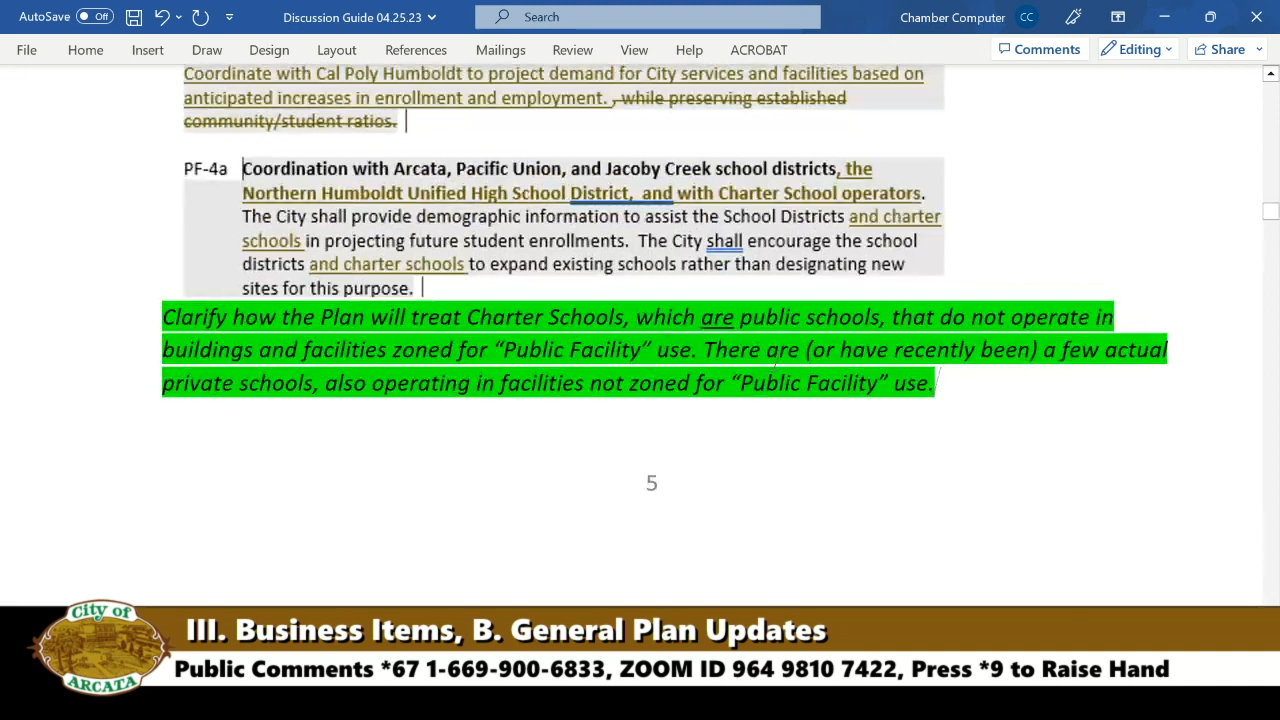 AutoSave Off Discussion Guide 04.25.23 Search Chamber Computer CC
File Home Insert Draw Design Layout References Mailings Review View Help ACROBAT Comments Editing Share
Coordinate with Cal Poly Humboldt to project demand for City services and facilities based on
anticipated increases in enrollment and employment. , while preserving established
community/student ratios.
PF-4a Coordination with Arcata, Pacific Union, and Jacoby Creek school districts, the
Northern Humboldt Unified High School District, and with Charter School operators.
The City shall provide demographic information to assist the School Districts and charter
schools in projecting future student enrollments. The City shall encourage the school
districts and charter schools to expand existing schools rather than designating new
sites for this purpose.
Clarify how the Plan will treat Charter Schools, which are public schools, that do not operate in
buildings and facilities zoned for “Public Facility” use. There are (or have recently been) a few actual
private schools, also operating in facilities not zoned for “Public Facility” use.
5
City of
ARCATA
III. Business Items, B. General Plan Updates
Public Comments *67 1-669-900-6833, ZOOM ID 964 9810 7422, Press *9 to Raise Hand